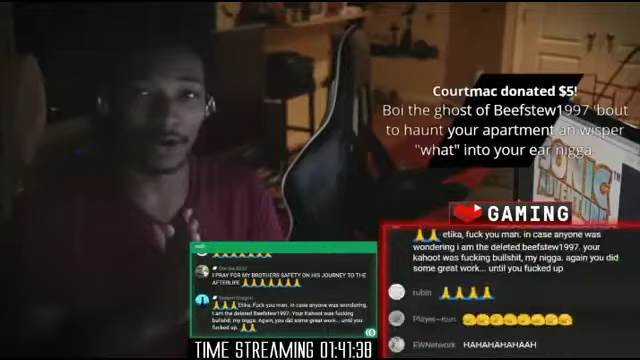 Courtmac donated $5!
Boi the ghost of Beefstew1997 'bout
to haunt your apartment an wisper
"what" into your ear nigga.
GAMING
🙏🙏 etika, fuck you man. in case anyone was
wondering i am the deleted beefstew1997. your
kahoot was fucking bullshit, my nigga. again you did
some great work... until you fucked up.
rubin 🙏🙏🙏🙏
HAHAHAHAHAAH
I PRAY FOR MY BROTHERS SAFETY ON HIS JOURNEY TO THE
AFTERLIFE
🙏🙏🙏🙏 Etika, Fuck you man. in case anyone was wondering,
I am the deleted Beefstew1997. Your Kahoot was fucking
bullshit, my nigga. Again, you did some great work... until you
fucked up. 🙏🙏
TIME STREAMING 01:41:38